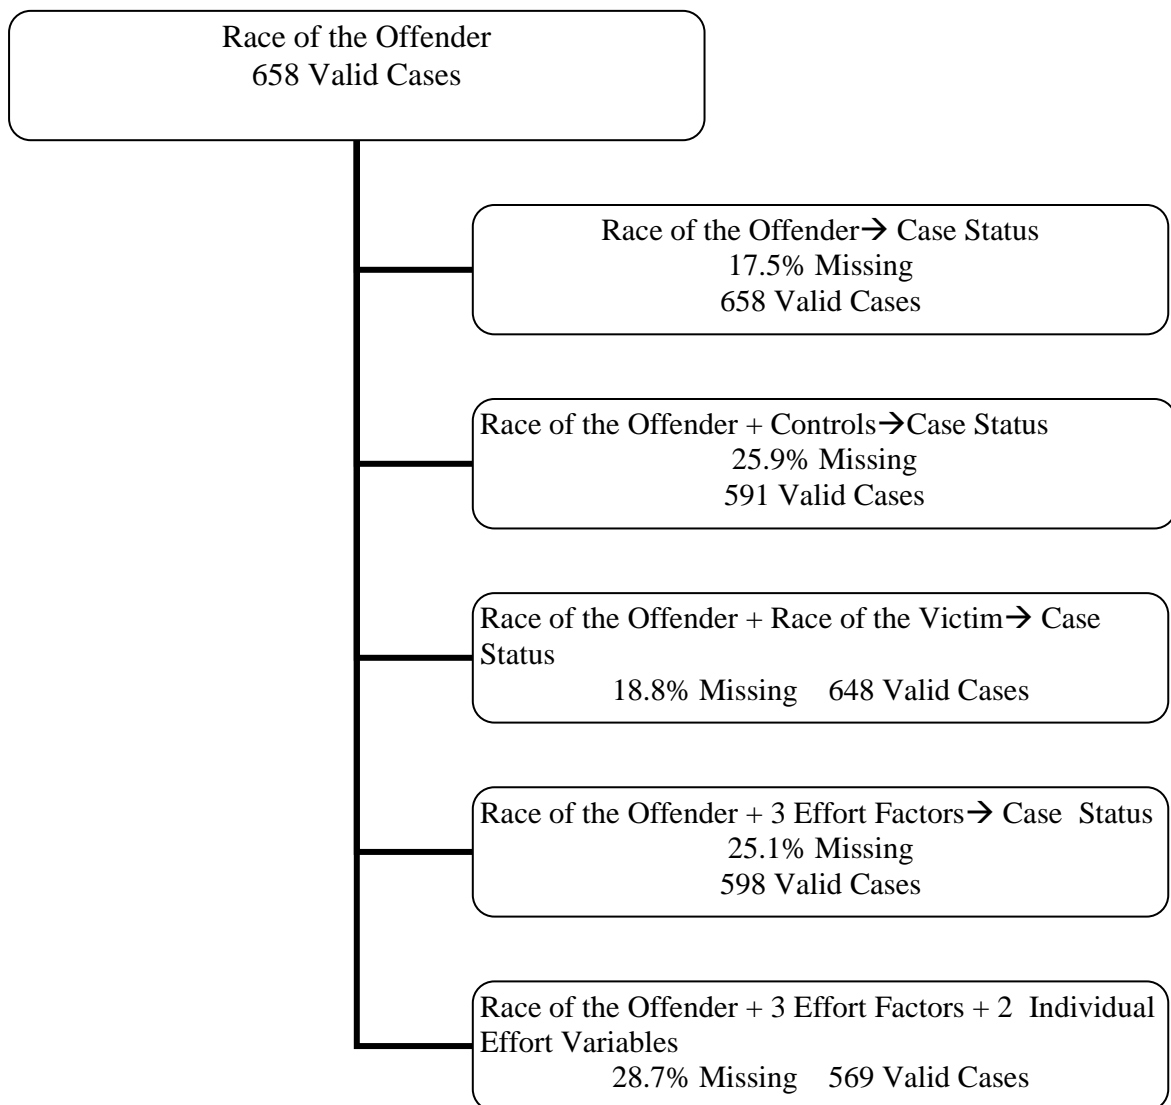 Race of the Offender
658 Valid Cases
Race of the Offender→ Case Status
17.5% Missing
658 Valid Cases
Race of the Offender + Controls→Case Status
25.9% Missing
591 Valid Cases
Race of the Offender + Race of the Victim→ Case
Status
18.8% Missing 648 Valid Cases
Race of the Offender + 3 Effort Factors→ Case Status
25.1% Missing
598 Valid Cases
Race of the Offender + 3 Effort Factors + 2 Individual
Effort Variables
28.7% Missing 569 Valid Cases